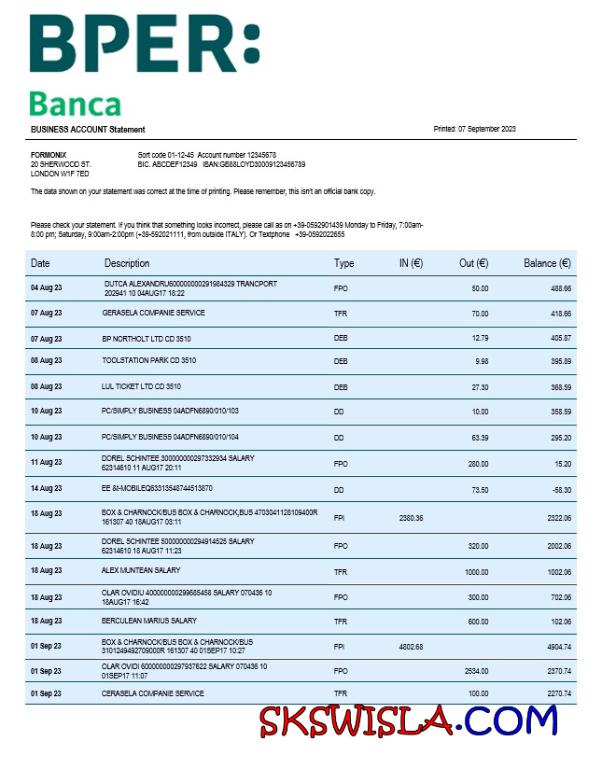 BPER:
Banca
BUSINESS ACCOUNT Statement
Printed: 07 September 2023
FORMONIX Sort code 01-12-45 Account number 12345678
20 SHERWOOD ST. BIC. ABCDEF12349 IBAN:GB88LCYD30009123456789
LONDON W1F 7ED
The data shown on your statement was correct at the time of printing. Please remember, this isn't an official bank copy.
Please check your statement. If you think that something looks incorrect, please call as on +39-0592901439 Monday to Friday, 7:00am-
8:00 pm; Saturday, 9:00am-2:00pm (+39-592021111, from outside ITALY). Or Textphone +39-0592022655
Date Description Type IN (€) Out (€) Balance (€)
04 Aug 23 DUTCA ALEXANDRU600000000291984329 TRANCPORT FPO 50.00 488.66
202941 10 04AUG17 18:22
07 Aug 23 GERASELA COMPANIE SERVICE TFR 70.00 418.66
07 Aug 23 BP NORTHOLT LTD CD 3510 DEB 12.79 405.87
08 Aug 23 TOOLSTATION PARK CD 3510 DEB 9.98 395.89
08 Aug 23 LUL TICKET LTD CD 3510 DEB 27.30 368.59
10 Aug 23 PC/SIMPLY BUSINESS 04ADFN6890/010/103 DD 10.00 358.59
10 Aug 23 PC/SIMPLY BUSINESS 04ADFN6890/010/104 DD 63.39 295.20
11 Aug 23 DOREL SCHINTEE 300000000297332934 SALARY FPO 280.00 15.20
62314610 11 AUG17 20:11
14 Aug 23 EE &t-MOBILEQ63313548744513870 DD 73.50 -58.30
18 Aug 23 BOX & CHARNOCK/BUS BOX & CHARNOCK,BUS 4703041128109400R FPI 2380.36 2322.06
161307 40 18AUG17 03:11
18 Aug 23 DOREL SCHINTEE 500000000294914525 SALARY FPO 320.00 2002.06
62314610 18 AUG17 11:23
18 Aug 23 ALEX MUNTEAN SALARY TFR 1000.00 1002.06
18 Aug 23 OLAR OVIDIU 400000000299685458 SALARY 070436 10 FPO 300.00 702.06
18AUG17 16:42
18 Aug 23 BERCULEAN MARIUS SALARY TFR 600.00 102.06
01 Sep 23 BOX & CHARNOCK/BUS BOX & CHARNOCK/BUS FPI 4802.68 4904.74
3101249492709000R 161307 40 01SEP17 10:27
01 Sep 23 CLAR OVIDI 600000000297937622 SALARY 070436 10 FPO 2534.00 2370.74
01SEP17 11:07
01 Sep 23 CERASELA COMPANIE SERVICE TFR 100.00 2270.74
SKSWISLA.COM